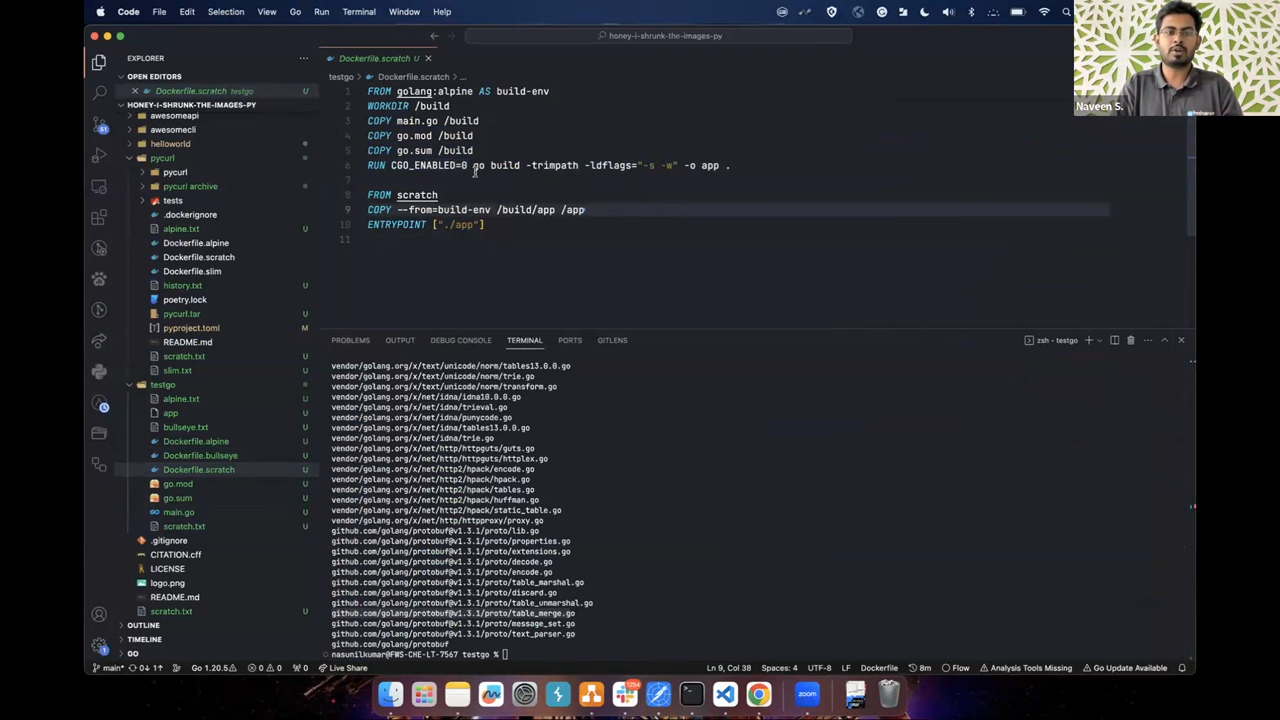 Code File Edit Selection View Go Run Terminal Window Help
honey-i-shrunk-the-images-py
Naveen S.
EXPLORER
OPEN EDITORS
Dockerfile.scratch U
HONEY-I-SHRUNK-THE-IMAGES-PY
awesomeapi
awesomecli
helloworld
pycurl
pycurl
pycurl archive
tests
.dockerignore
alpine.txt U
Dockerfile.alpine
Dockerfile.scratch
Dockerfile.slim
history.txt U
poetry.lock
pycurl.tar U
pyproject.toml M
README.md
scratch.txt U
slim.txt U
testgo
alpine.txt U
app U
bullseye.txt U
Dockerfile.alpine U
Dockerfile.bullseye U
Dockerfile.scratch U
go.mod U
go.sum U
main.go U
scratch.txt U
.gitignore
CITATION.cff
LICENSE
logo.png
README.md
scratch.txt U
OUTLINE
TIMELINE
GO
Dockerfile.scratch U
testgo > Dockerfile.scratch > ...
1 FROM golang:alpine AS build-env
2 WORKDIR /build
3 COPY main.go /build
4 COPY go.mod /build
5 COPY go.sum /build
6 RUN CGO_ENABLED=0 go build -trimpath -ldflags="-s -w" -o app .
7
8 FROM scratch
9 COPY --from=build-env /build/app /app
10 ENTRYPOINT ["./app"]
11
PROBLEMS OUTPUT DEBUG CONSOLE TERMINAL PORTS GITLENS
zsh - testgo
vendor/golang.org/x/text/unicode/norm/tables13.0.0.go
vendor/golang.org/x/text/unicode/norm/trie.go
vendor/golang.org/x/text/unicode/norm/transform.go
vendor/golang.org/x/net/idna/idna10.0.0.go
vendor/golang.org/x/net/idna/trieval.go
vendor/golang.org/x/net/idna/punycode.go
vendor/golang.org/x/net/idna/tables13.0.0.go
vendor/golang.org/x/net/idna/trie.go
vendor/golang.org/x/net/http/httpguts/guts.go
vendor/golang.org/x/net/http/httpguts/httplex.go
vendor/golang.org/x/net/http2/hpack/encode.go
vendor/golang.org/x/net/http2/hpack/hpack.go
vendor/golang.org/x/net/http2/hpack/tables.go
vendor/golang.org/x/net/http2/hpack/huffman.go
vendor/golang.org/x/net/http2/hpack/static_table.go
vendor/golang.org/x/net/http/httpproxy/proxy.go
github.com/golang/protobuf@v1.3.1/proto/lib.go
github.com/golang/protobuf@v1.3.1/proto/properties.go
github.com/golang/protobuf@v1.3.1/proto/extensions.go
github.com/golang/protobuf@v1.3.1/proto/decode.go
github.com/golang/protobuf@v1.3.1/proto/encode.go
github.com/golang/protobuf@v1.3.1/proto/table_marshal.go
github.com/golang/protobuf@v1.3.1/proto/discard.go
github.com/golang/protobuf@v1.3.1/proto/table_unmarshal.go
github.com/golang/protobuf@v1.3.1/proto/table_merge.go
github.com/golang/protobuf@v1.3.1/proto/message_set.go
github.com/golang/protobuf@v1.3.1/proto/text_parser.go
github.com/golang/protobuf
nasunilkumar@FWS-CHE-LT-7567 testgo %
main* 0↓ 1↑ Go 1.20.5 0 0 0 Live Share Ln 9, Col 38 Spaces: 4 UTF-8 LF Dockerfile 8m Flow Analysis Tools Missing Go Update Available
1254
zoom